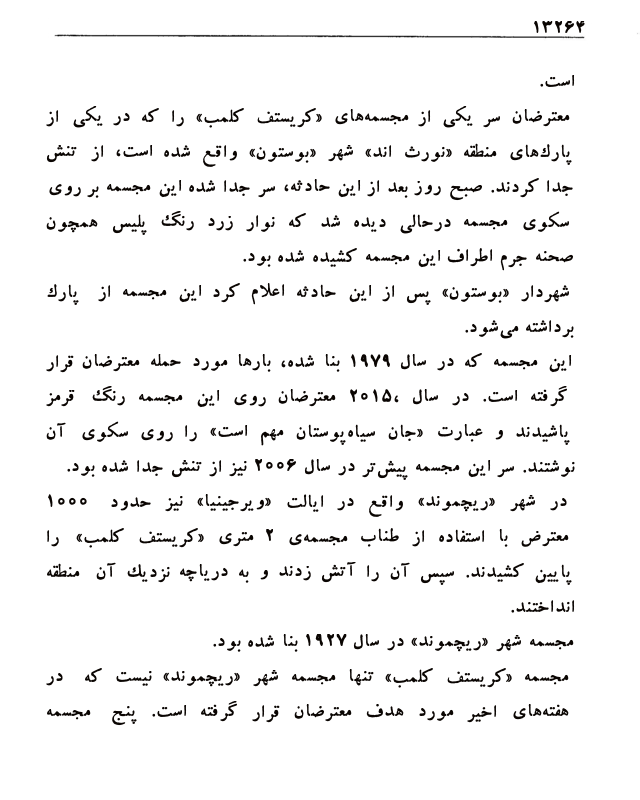 ۱۳۲۶۴
است.
معترضان سر یکی از مجسمه‌های «کریستف کلمب» را که در یکی از
پارك‌های منطقه «نورث اند» شهر «بوستون» واقع شده است، از تنش
جدا کردند. صبح روز بعد از این حادثه، سر جدا شده این مجسمه بر روی
سکوی مجسمه درحالی دیده شد که نوار زرد رنگ پلیس همچون
صحنه جرم اطراف این مجسمه کشیده شده بود.
شهردار «بوستون» پس از این حادثه اعلام کرد این مجسمه از پارك
برداشته می‌شود.
این مجسمه که در سال ۱۹۷۹ بنا شده، بارها مورد حمله معترضان قرار
گرفته است. در سال ۲۰۱۵، معترضان روی این مجسمه رنگ قرمز
پاشیدند و عبارت «جان سیاه‌پوستان مهم است» را روی سکوی آن
نوشتند. سر این مجسمه پیش‌تر در سال ۲۰۰۶ نیز از تنش جدا شده بود.
در شهر «ریچموند» واقع در ایالت «ویرجینیا» نیز حدود ۱۰۰۰
معترض با استفاده از طناب مجسمه‌ی ۲ متری «کریستف کلمب» را
پایین کشیدند. سپس آن را آتش زدند و به دریاچه نزدیك آن منطقه
انداختند.
مجسمه شهر «ریچموند» در سال ۱۹۲۷ بنا شده بود.
مجسمه «کریستف کلمب» تنها مجسمه شهر «ریچموند» نیست که در
هفته‌های اخیر مورد هدف معترضان قرار گرفته است. پنج مجسمه